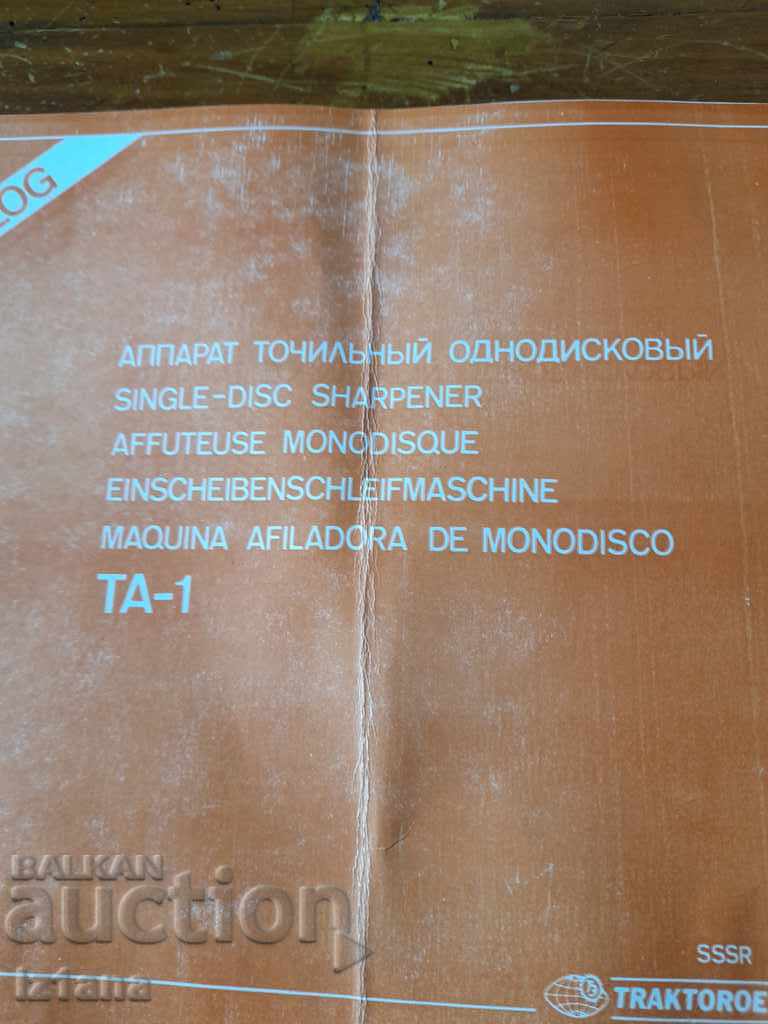 LOG
АППАРАТ ТОЧИЛЬНЫЙ ОДНОДИСКОВЫЙ
SINGLE-DISC SHARPENER
AFFUTEUSE MONODISQUE
EINSCHEIBENSCHLEIFMASCHINE
MAQUINA AFILADORA DE MONODISCO
TA-1
BALKAN
auction
iz1ana
SSSR
TRAKTOROE